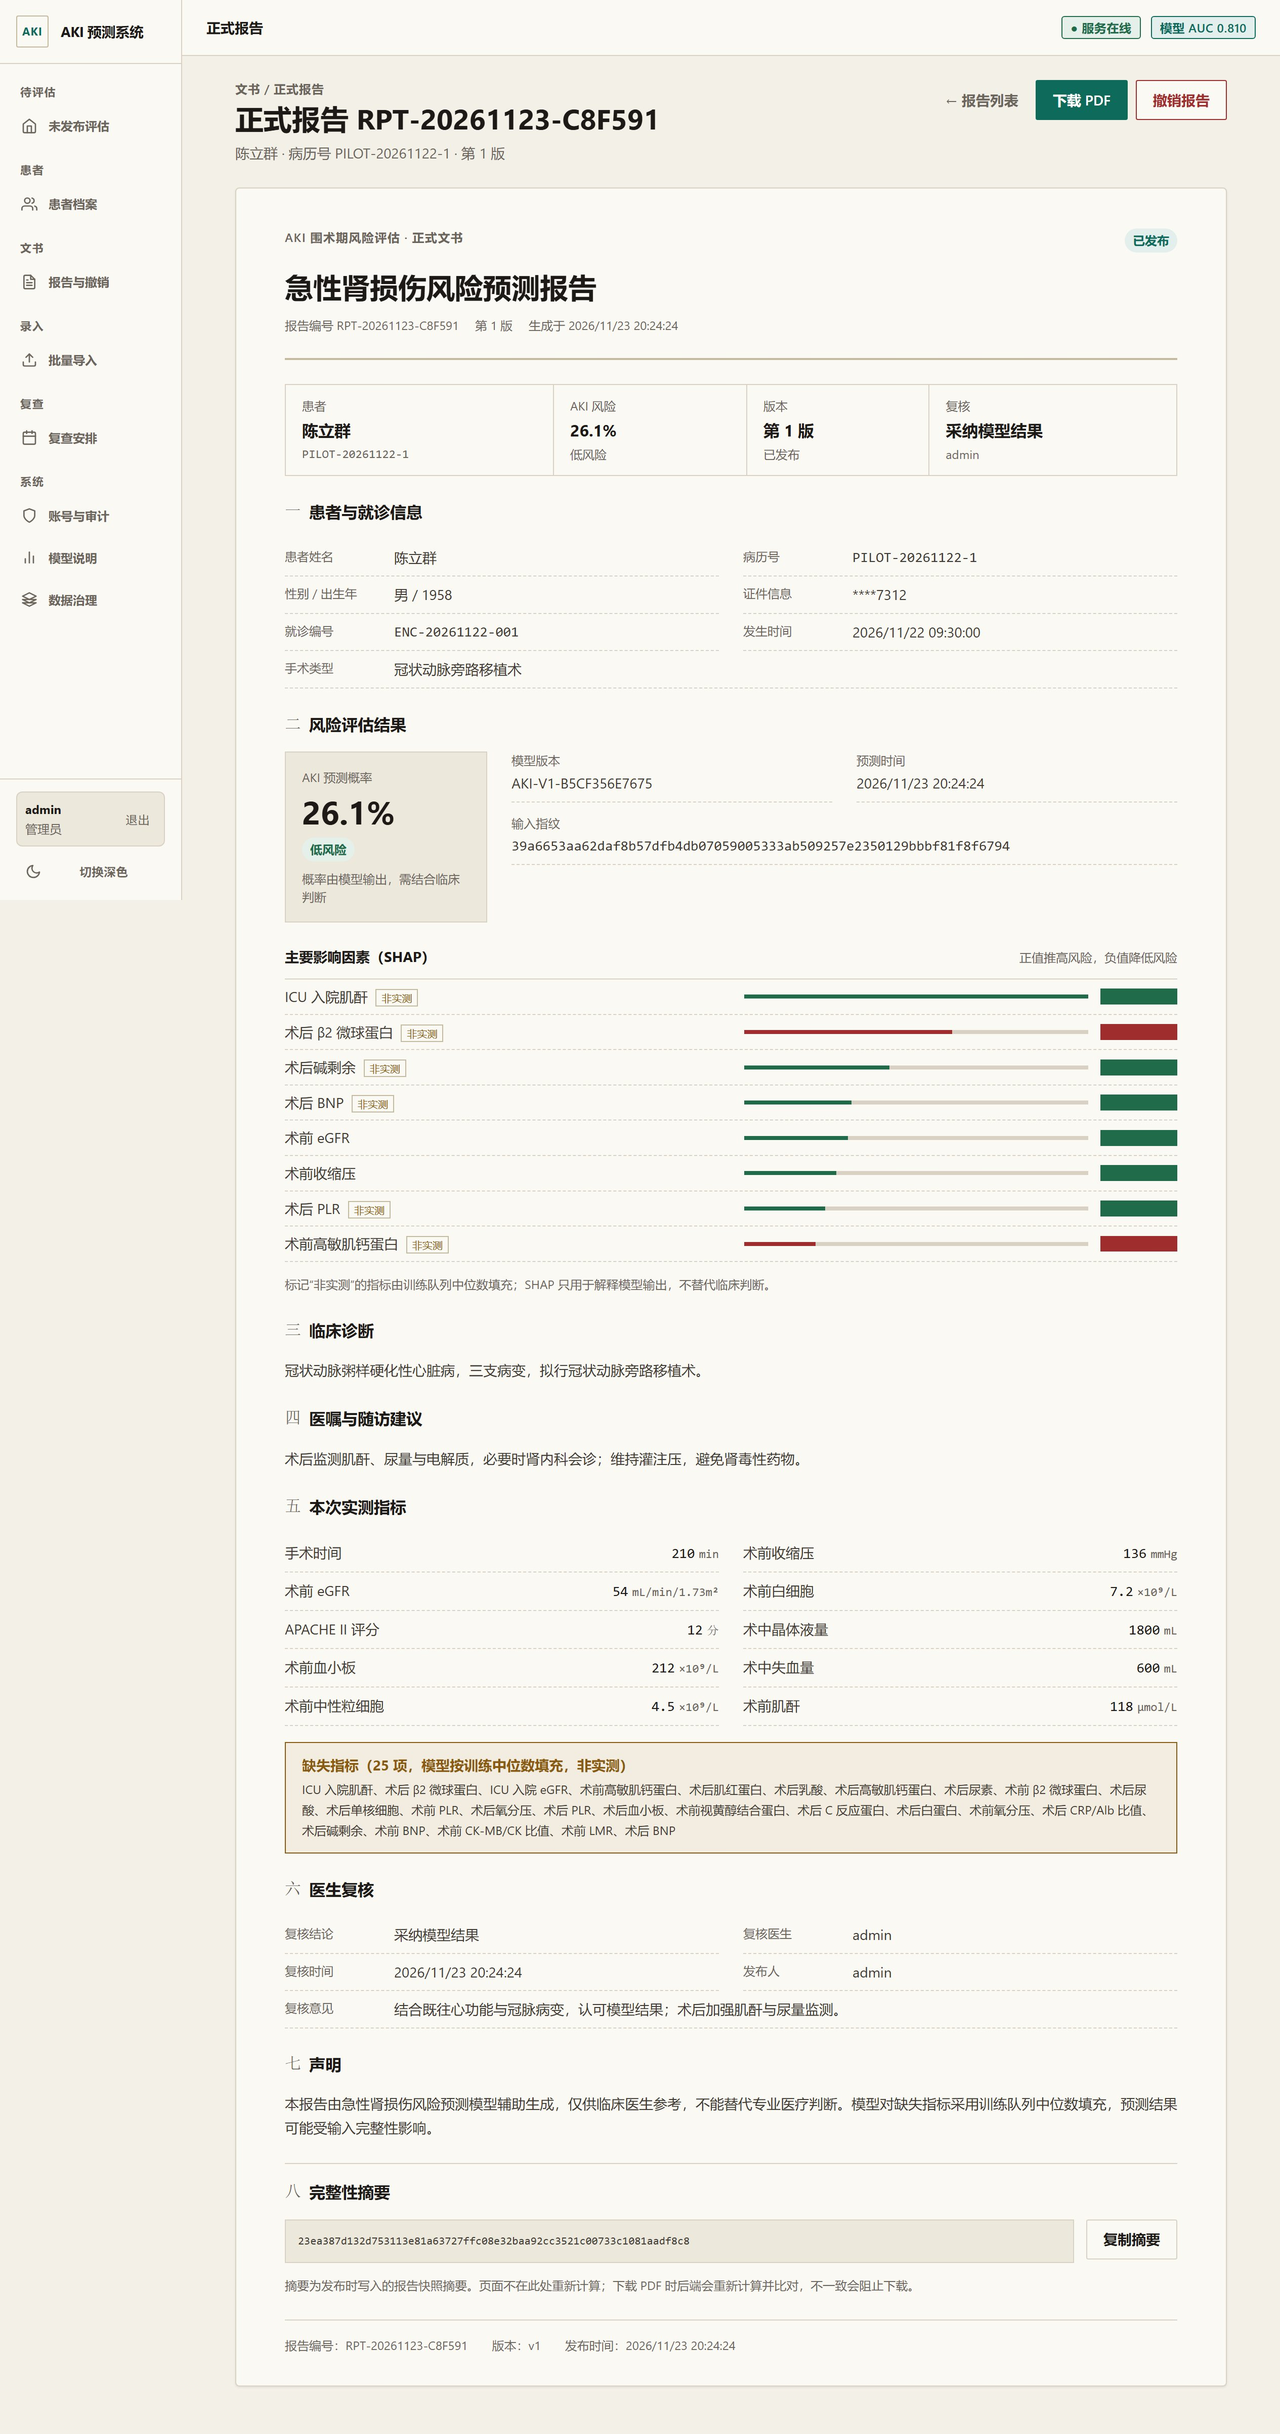 AKI
AKI 预测系统
待评估
未发布评估
患者
患者档案
文书
报告与撤销
录入
批量导入
复查
复查安排
系统
账号与审计
模型说明
数据治理
admin
管理员
退出
切换深色
正式报告
● 服务在线
模型 AUC 0.810
文书 / 正式报告
正式报告 RPT-20261123-C8F591
陈立群 · 病历号 PILOT-20261122-1 · 第 1 版
← 报告列表
下载 PDF
撤销报告
AKI 围术期风险评估 · 正式文书
已发布
急性肾损伤风险预测报告
报告编号 RPT-20261123-C8F591 第 1 版 生成于 2026/11/23 20:24:24
患者
陈立群
PILOT-20261122-1
AKI 风险
26.1%
低风险
版本
第 1 版
已发布
复核
采纳模型结果
admin
一 患者与就诊信息
患者姓名 陈立群
病历号 PILOT-20261122-1
性别 / 出生年 男 / 1958
证件信息 ****7312
就诊编号 ENC-20261122-001
发生时间 2026/11/22 09:30:00
手术类型 冠状动脉旁路移植术
二 风险评估结果
AKI 预测概率
26.1%
低风险
概率由模型输出，需结合临床
判断
模型版本
AKI-V1-B5CF356E7675
预测时间
2026/11/23 20:24:24
输入指纹
39a6653aa62daf8b57dfb4db07059005333ab509257e2350129bbbf81f8f6794
主要影响因素（SHAP）
正值推高风险，负值降低风险
ICU 入院肌酐 非实测
术后 β2 微球蛋白 非实测
术后碱剩余 非实测
术后 BNP 非实测
术前 eGFR
术前收缩压
术后 PLR 非实测
术前高敏肌钙蛋白 非实测
标记“非实测”的指标由训练队列中位数填充；SHAP 只用于解释模型输出，不替代临床判断。
三 临床诊断
冠状动脉粥样硬化性心脏病，三支病变，拟行冠状动脉旁路移植术。
四 医嘱与随访建议
术后监测肌酐、尿量与电解质，必要时肾内科会诊；维持灌注压，避免肾毒性药物。
五 本次实测指标
手术时间 210 min
术前收缩压 136 mmHg
术前 eGFR 54 mL/min/1.73m²
术前白细胞 7.2 ×10⁹/L
APACHE II 评分 12 分
术中晶体液量 1800 mL
术前血小板 212 ×10⁹/L
术中失血量 600 mL
术前中性粒细胞 4.5 ×10⁹/L
术前肌酐 118 μmol/L
缺失指标（25 项，模型按训练中位数填充，非实测）
ICU 入院肌酐、术后 β2 微球蛋白、ICU 入院 eGFR、术前高敏肌钙蛋白、术后肌红蛋白、术后乳酸、术后高敏肌钙蛋白、术后尿素、术前 β2 微球蛋白、术后尿
酸、术后单核细胞、术前 PLR、术后氧分压、术后 PLR、术后血小板、术前视黄醇结合蛋白、术后 C 反应蛋白、术后白蛋白、术前氧分压、术后 CRP/Alb 比值、
术后碱剩余、术前 BNP、术前 CK-MB/CK 比值、术前 LMR、术后 BNP
六 医生复核
复核结论 采纳模型结果
复核医生 admin
复核时间 2026/11/23 20:24:24
发布人 admin
复核意见 结合既往心功能与冠脉病变，认可模型结果；术后加强肌酐与尿量监测。
七 声明
本报告由急性肾损伤风险预测模型辅助生成，仅供临床医生参考，不能替代专业医疗判断。模型对缺失指标采用训练队列中位数填充，预测结果
可能受输入完整性影响。
八 完整性摘要
23ea387d132d753113e81a63727ffc08e32baa92cc3521c00733c1081aadf8c8
复制摘要
摘要为发布时写入的报告快照摘要。页面不在此处重新计算；下载 PDF 时后端会重新计算并比对，不一致会阻止下载。
报告编号：RPT-20261123-C8F591 版本：v1 发布时间：2026/11/23 20:24:24